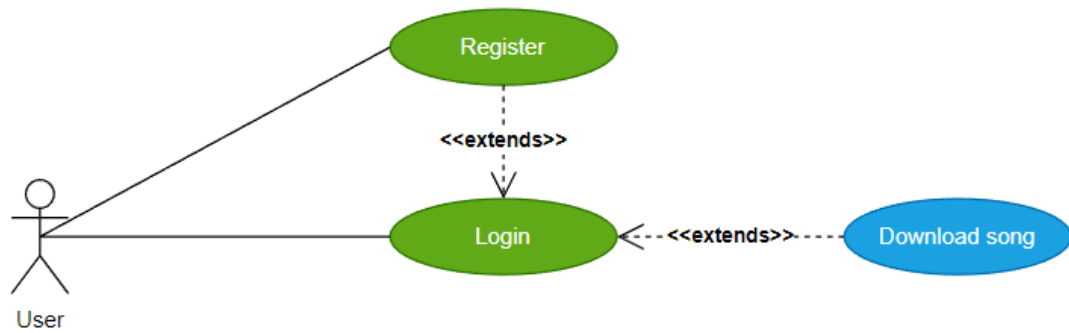 Register
<<extends>>
Login
<<extends>>
Download song
User